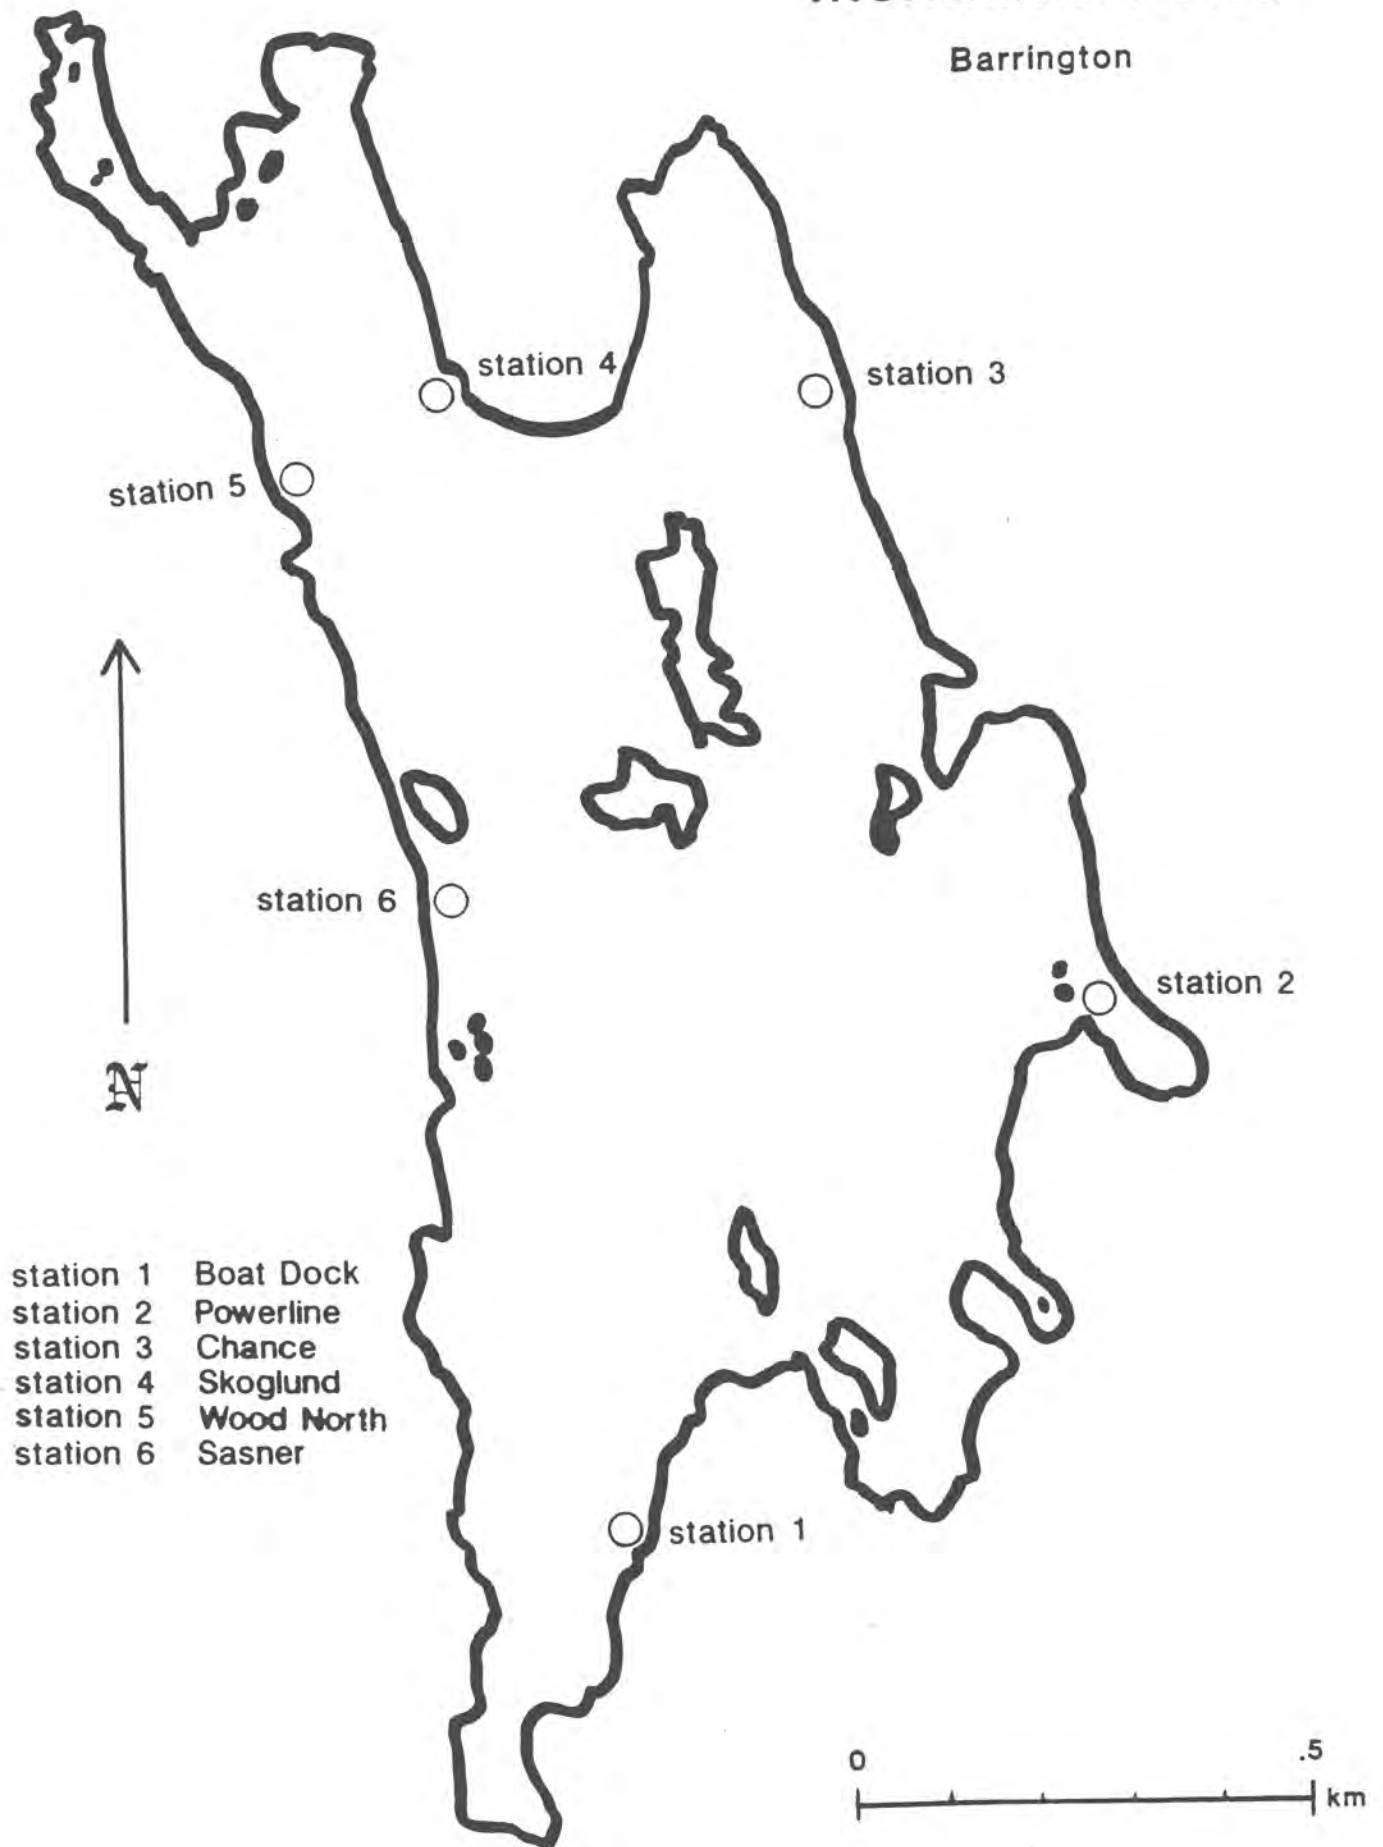 Barrington
station 4
station 3
station 5
station 6
station 2
N
station 1 Boat Dock
station 2 Powerline
station 3 Chance
station 4 Skoglund
station 5 Wood North
station 6 Sasner
station 1
0 .5
km